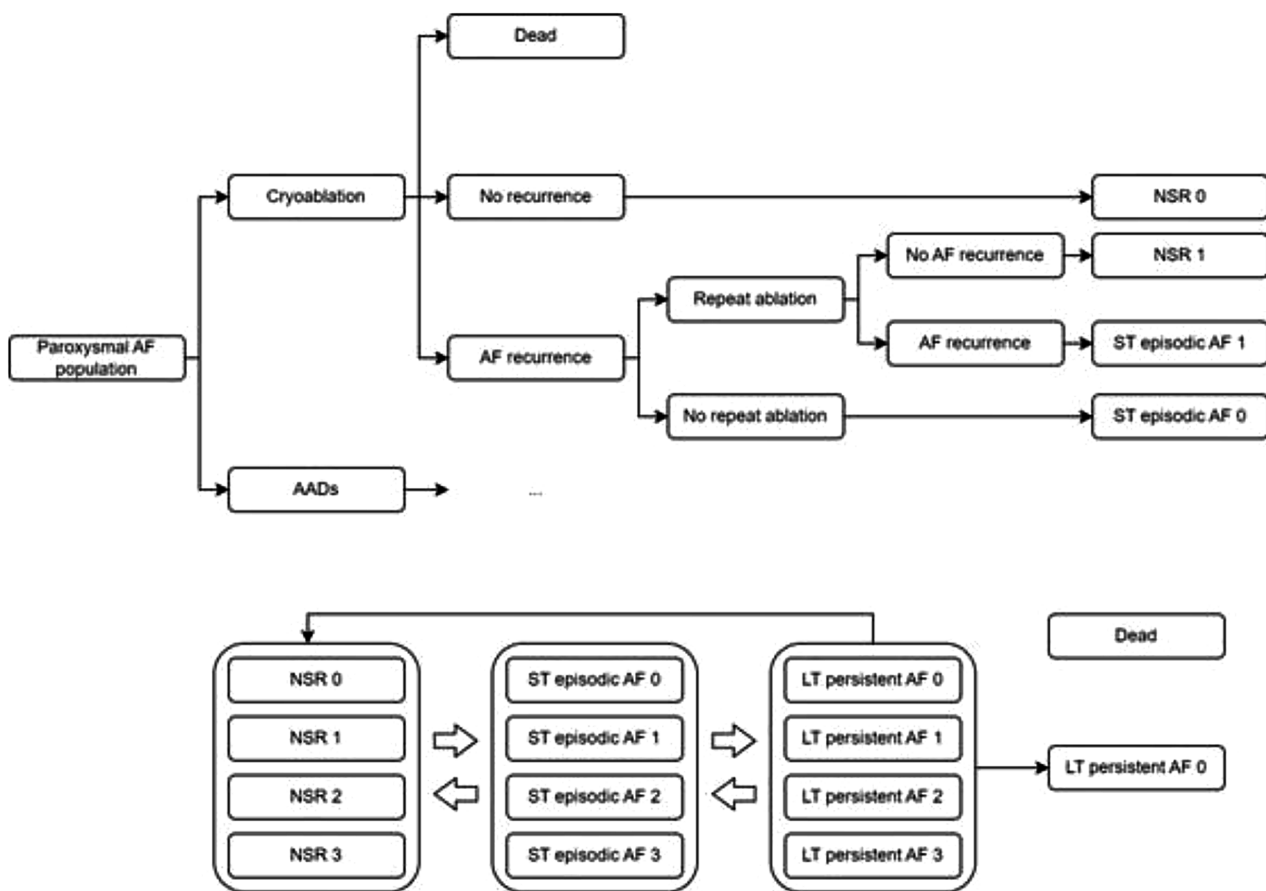 Dead
Cryoablation
No recurrence
NSR 0
No AF recurrence
NSR 1
Repeat ablation
Paroxysmal AF
population
AF recurrence
AF recurrence
ST episodic AF 1
No repeat ablation
ST episodic AF 0
AADs
...
Dead
NSR 0
ST episodic AF 0
LT persistent AF 0
NSR 1
ST episodic AF 1
LT persistent AF 1
LT persistent AF 0
NSR 2
ST episodic AF 2
LT persistent AF 2
NSR 3
ST episodic AF 3
LT persistent AF 3